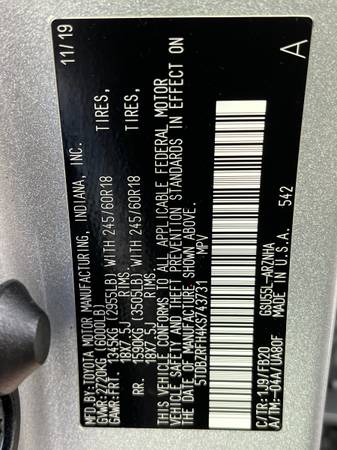 MFD.BY:TOYOTA MOTOR MANUFACTURING, INDIANA, INC. 11/19
GVWR: 2720KG (6000LB)
GAWR:FRT. 1345KG(2955LB) WITH 245/60R18 TIRES,
18X7.5J RIMS,
RR. 1590KG(3505LB) WITH 245/60R18 TIRES,
18X7.5J RIMS,
THIS VEHICLE CONFORMS TO ALL APPLICABLE FEDERAL MOTOR
VEHICLE SAFETY AND THEFT PREVENTION STANDARDS IN EFFECT ON
THE DATE OF MANUFACTURE SHOWN ABOVE.
5TDBZRFH4KS743731 MPV
C/TR:1J9/FB20 GSU55L-ARZNHA
A/TM:-04A/UA80F MADE IN U.S.A. 542 A